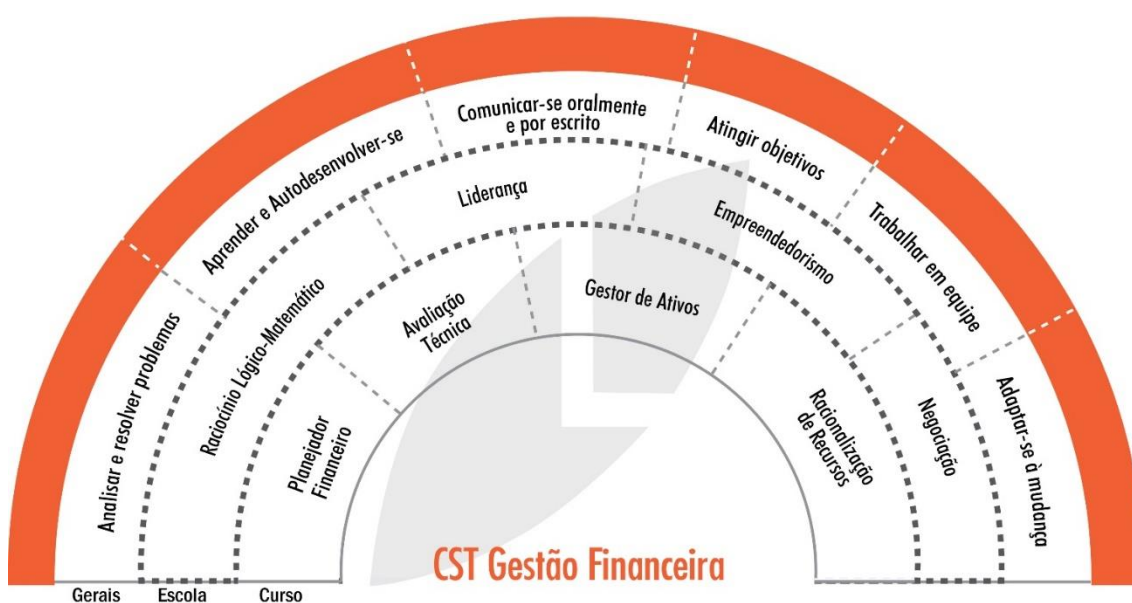 Analisar e resolver problemas
Aprender e Autodesenvolver-se
Comunicar-se oralmente
e por escrito
Atingir objetivos
Trabalhar em equipe
Adaptar-se à mudança
Raciocínio Lógico-Matemático
Liderança
Empreendedorismo
Negociação
Planejador
Financeiro
Avaliação
Técnica
Gestor de Ativos
Racionalização
de Recursos
CST Gestão Financeira
Gerais
Escola
Curso